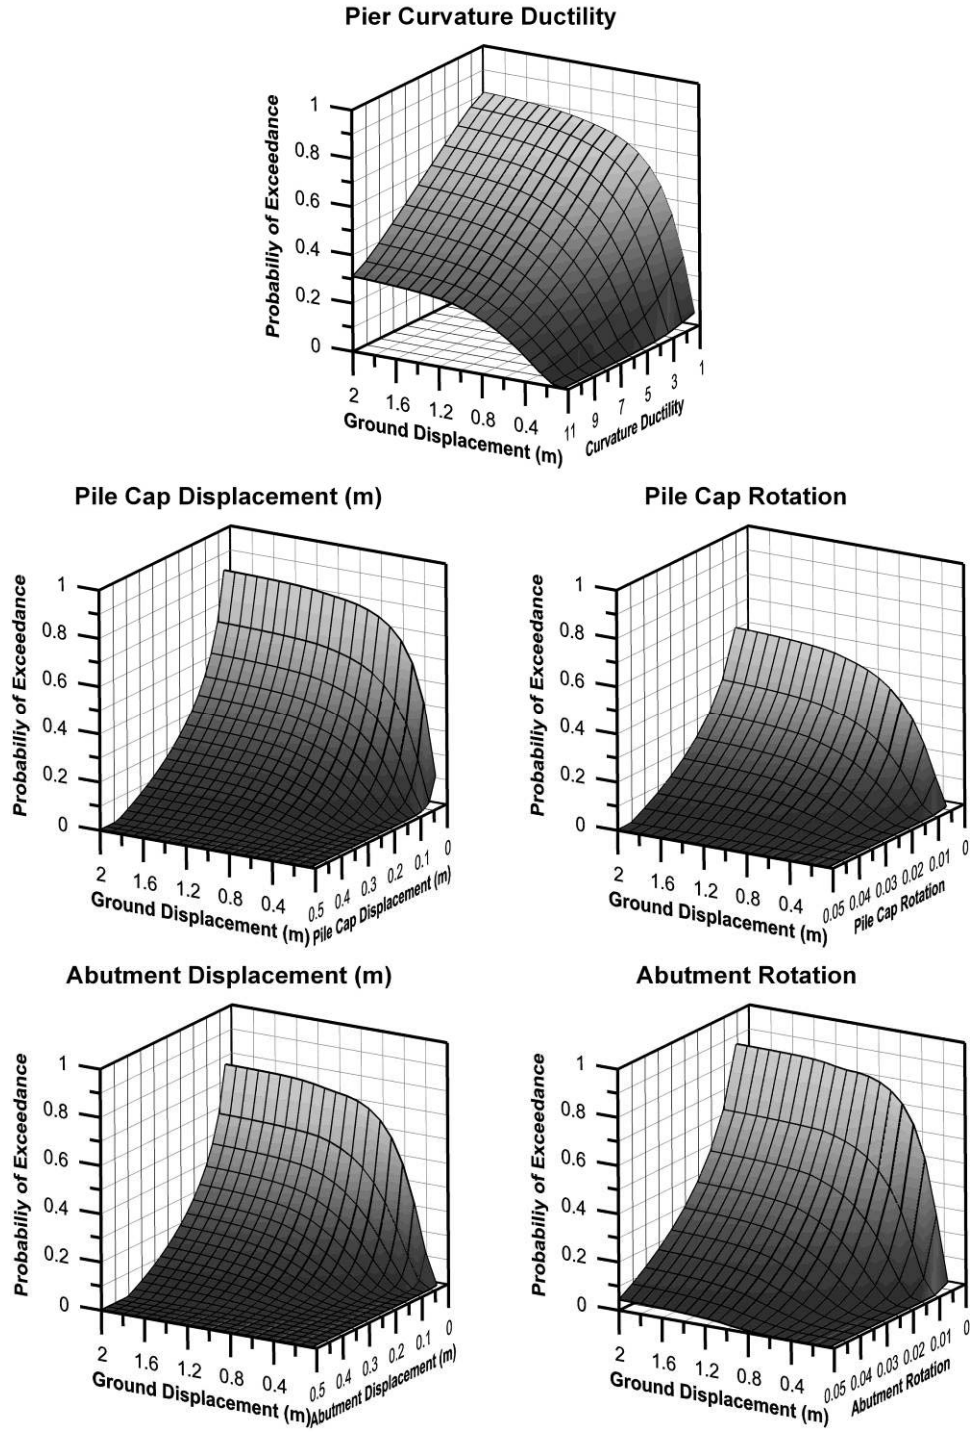 Pier Curvature Ductility
Probabiliy of Exceedance
1
0.8
0.6
0.4
0.2
0
2 1.6 1.2 0.8 0.4
Ground Displacement (m)
11 9 7 5 3 1
Curvature Ductility
Pile Cap Displacement (m)
Probabiliy of Exceedance
1
0.8
0.6
0.4
0.2
0
2 1.6 1.2 0.8 0.4
Ground Displacement (m)
0.5 0.4 0.3 0.2 0.1 0
Pile Cap Displacement (m)
Pile Cap Rotation
Probabiliy of Exceedance
1
0.8
0.6
0.4
0.2
0
2 1.6 1.2 0.8 0.4
Ground Displacement (m)
0.05 0.04 0.03 0.02 0.01 0
Pile Cap Rotation
Abutment Displacement (m)
Probabiliy of Exceedance
1
0.8
0.6
0.4
0.2
0
2 1.6 1.2 0.8 0.4
Ground Displacement (m)
0.5 0.4 0.3 0.2 0.1 0
Abutment Displacement (m)
Abutment Rotation
Probabiliy of Exceedance
1
0.8
0.6
0.4
0.2
0
2 1.6 1.2 0.8 0.4
Ground Displacement (m)
0.05 0.04 0.03 0.02 0.01 0
Abutment Rotation